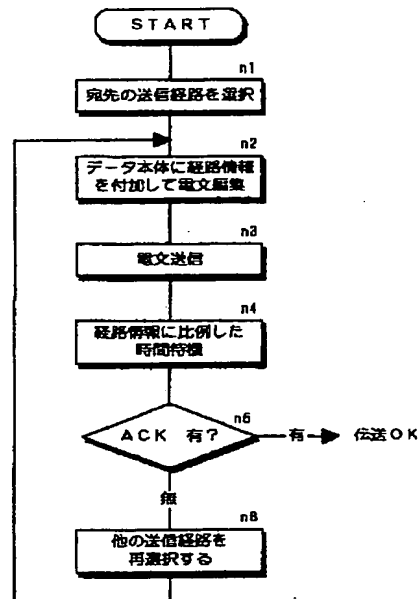 START
n1
宛先の送信経路を選択
n2
データ本体に経路情報
を付加して電文編集
n3
電文送信
n4
経路情報に比例した
時間待機
n6
ACK 有?
有
伝送OK
無
n8
他の送信経路を
再選択する